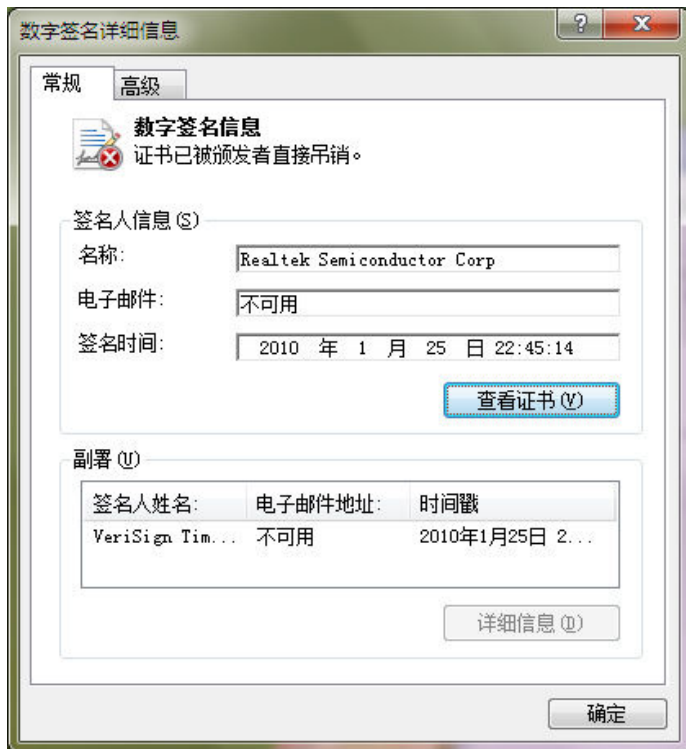 数字签名详细信息
常规
高级
数字签名信息
证书已被颁发者直接吊销。
签名人信息(S)
名称:
Realtek Semiconductor Corp
电子邮件:
不可用
签名时间:
2010 年 1 月 25 日 22:45:14
查看证书(V)
副署(U)
签名人姓名: 电子邮件地址: 时间戳
VeriSign Tim... 不可用 2010年1月25日 2...
详细信息(D)
确定